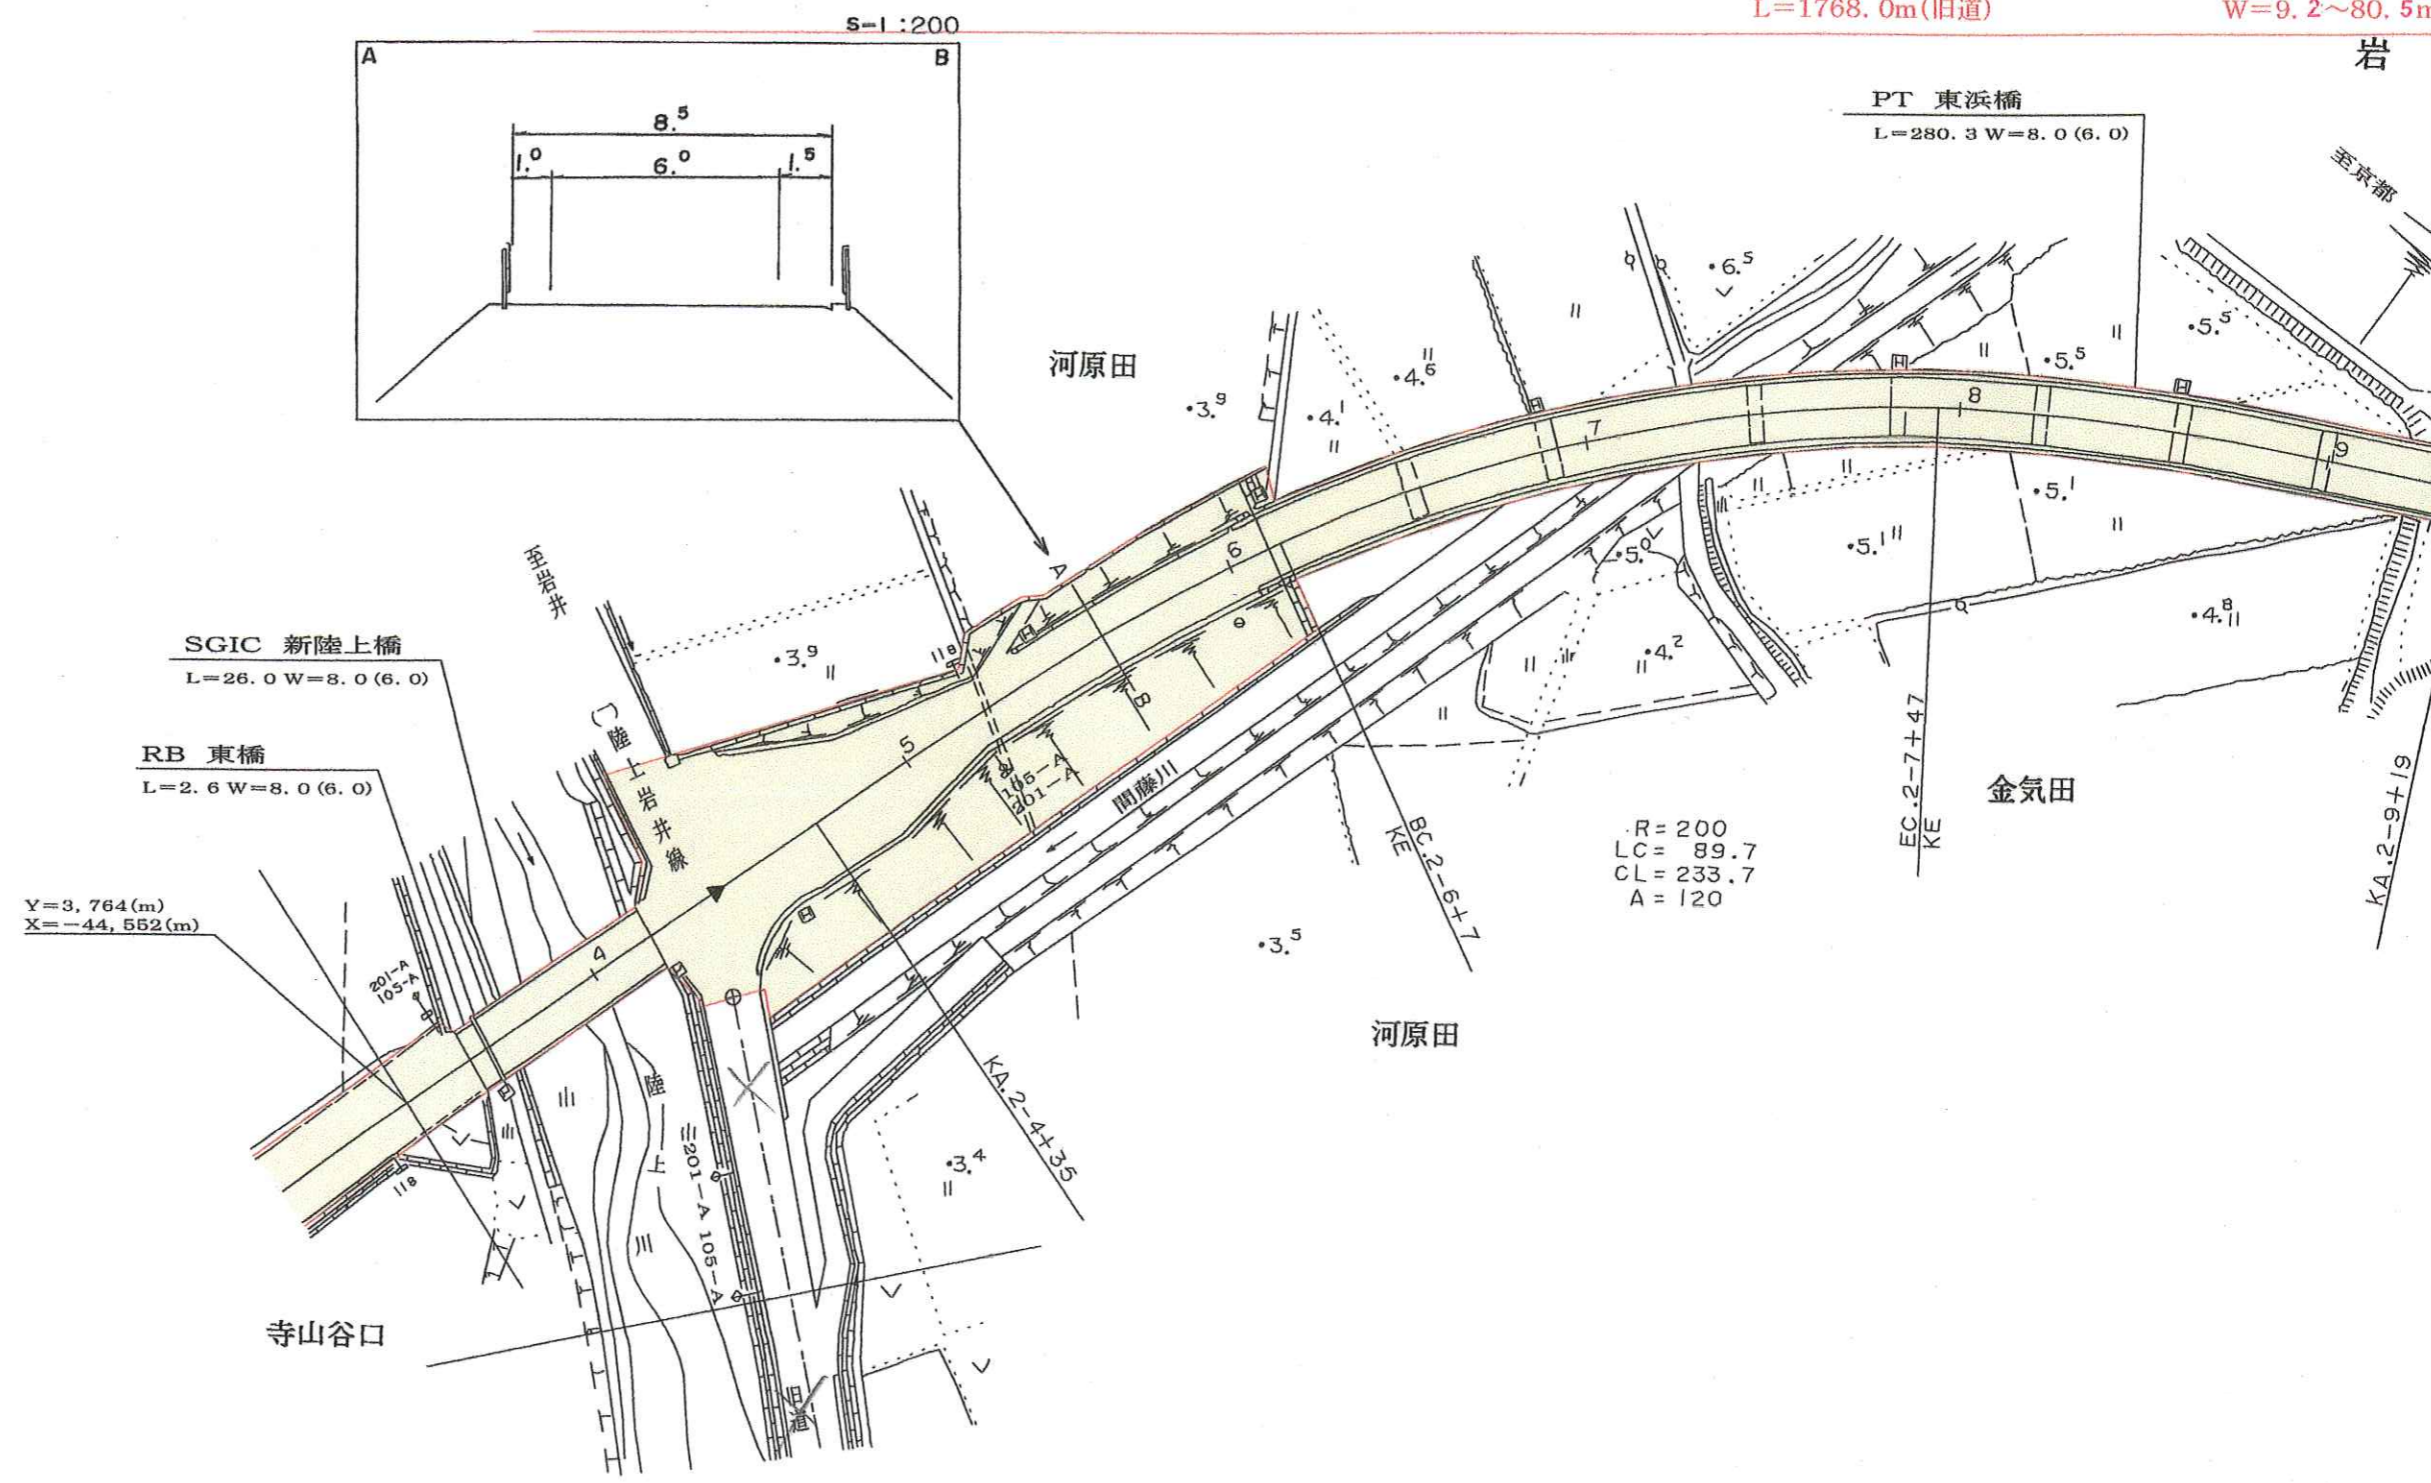 L=1768.0m(旧道)
W=9.2～80.5m
S-1:200
A
B
8.5
1.0
6.0
1.5
岩
PT 東浜橋
L=280.3 W=8.0(6.0)
至京都
河原田
•3.9
•4.1
•4.6
•6.5
•5.5
•5.5
6
7
8
9
•5.1
•5.1
•5.0
•4.2
•4.8
至岩井
•3.9
118
A
B
SGIC 新陸上橋
L=26.0 W=8.0(6.0)
RB 東橋
L=2.6 W=8.0(6.0)
(一)陸上岩井線
5
105-A
201-A
間藤川
Y=3,764(m)
X=-44,552(m)
4
201-A
105-A
118
陸上川
201-A 105-A
旧道
KA.2-4+35
BC.2-6+7
KE
EC.2-7+47
KE
KA.2-9+19
R=200
LC= 89.7
CL=233.7
A=120
金気田
•3.5
河原田
•3.4
寺山谷口